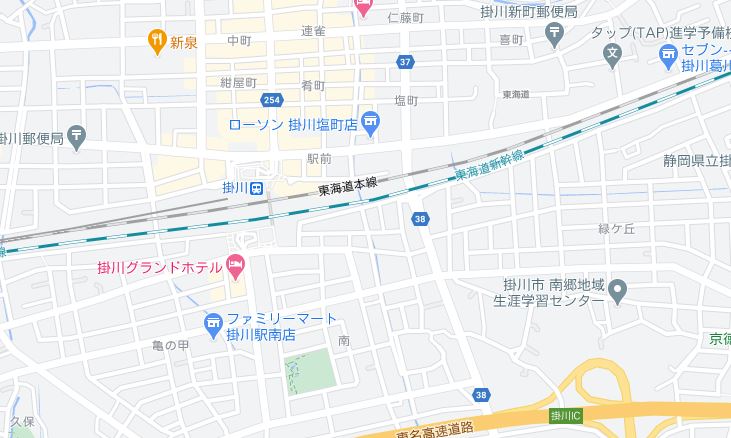 仁藤町
掛川新町郵便局
連雀
新泉
中町
喜町
タップ(TAP)進学予備校
セブン-
掛川葛川
37
紺屋町
肴町
254
塩町
東海道
ローソン 掛川塩町店
掛川郵便局
駅前
東海道新幹線
静岡県立掛
掛川
東海道本線
38
緑ケ丘
線
掛川グランドホテル
掛川市 南郷地域
生涯学習センター
ファミリーマート
掛川駅南店
亀の甲
南
京徳
38
掛川IC
久保
東名高速道路